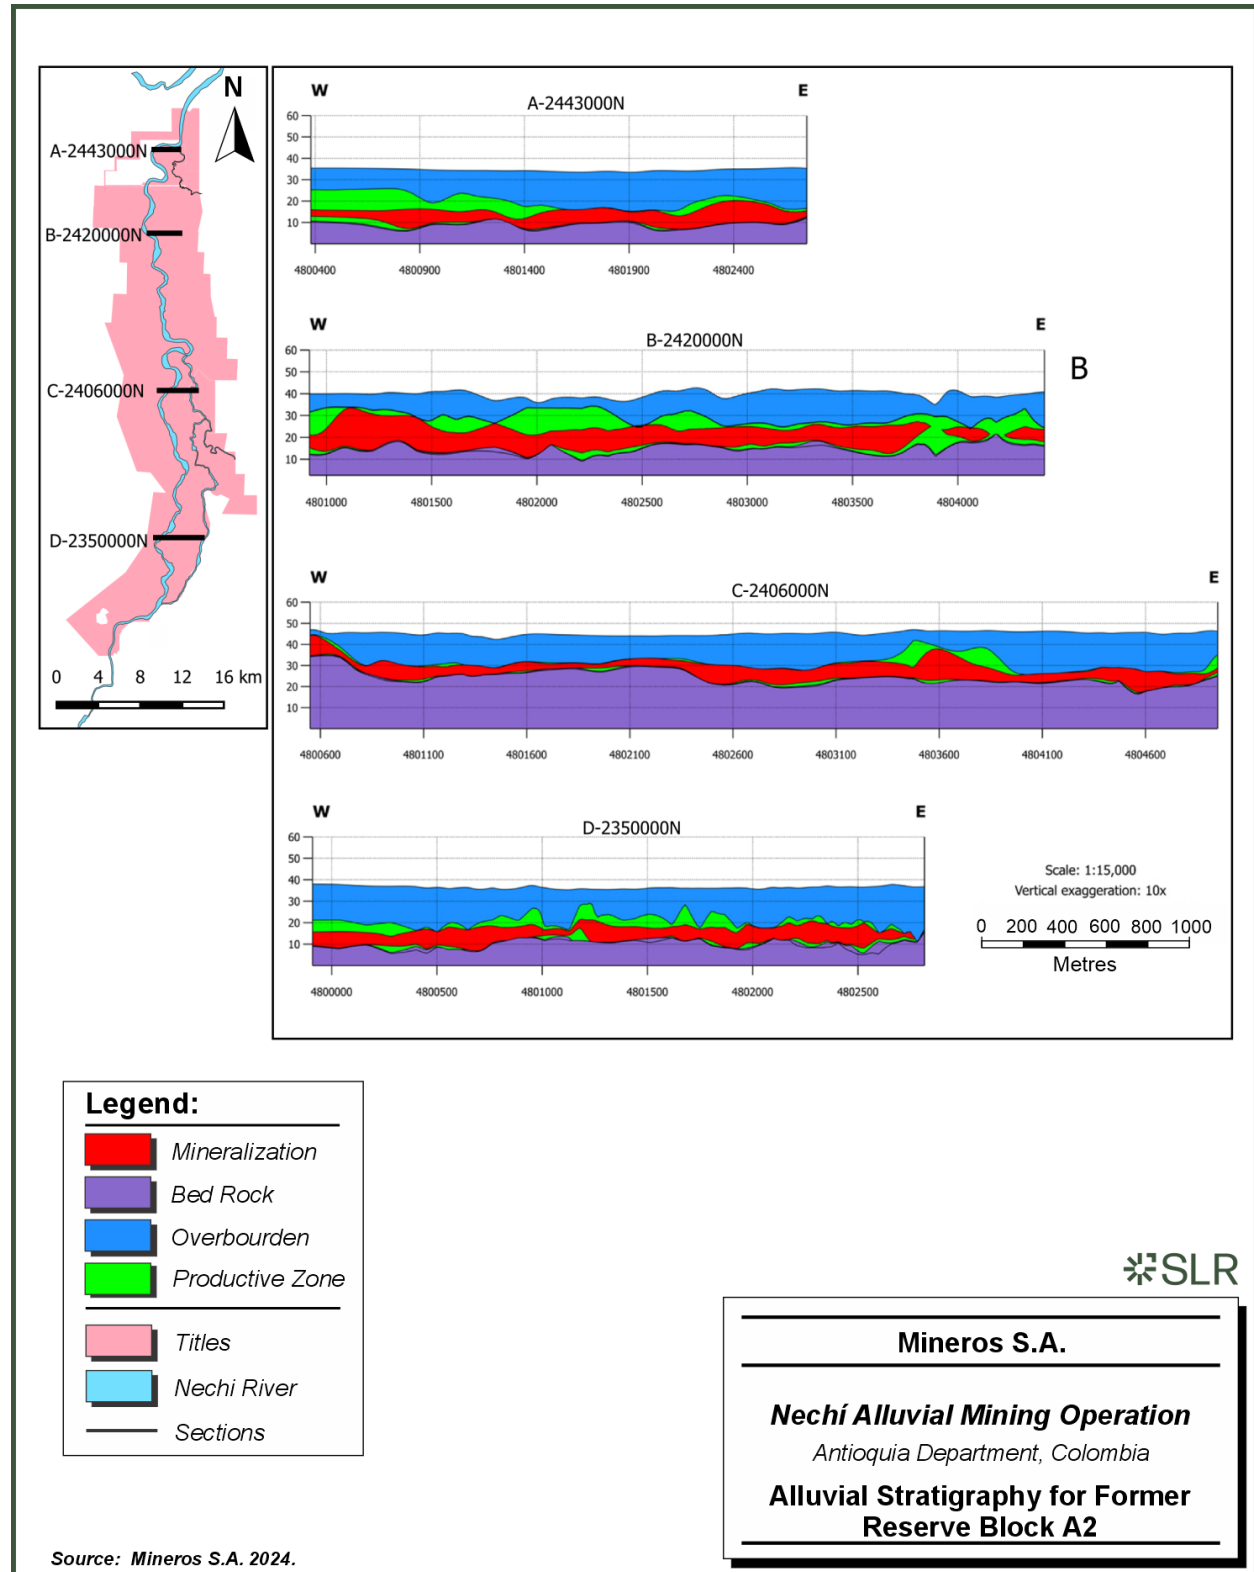 N
A-2443000N
B-2420000N
C-2406000N
D-2350000N
0 4 8 12 16 km
W E
A-2443000N
60
50
40
30
20
10
4800400 4800900 4801400 4801900 4802400
W E
B-2420000N
B
60
50
40
30
20
10
4801000 4801500 4802000 4802500 4803000 4803500 4804000
W E
C-2406000N
60
50
40
30
20
10
4800600 4801100 4801600 4802100 4802600 4803100 4803600 4804100 4804600
W E
D-2350000N
60
50
40
30
20
10
4800000 4800500 4801000 4801500 4802000 4802500
Scale: 1:15,000
Vertical exaggeration: 10x
0 200 400 600 800 1000
Metres
Legend:
Mineralization
Bed Rock
Overbourden
Productive Zone
Titles
Nechi River
Sections
SLR
Mineros S.A.
Nechí Alluvial Mining Operation
Antioquia Department, Colombia
Alluvial Stratigraphy for Former
Reserve Block A2
Source: Mineros S.A. 2024.